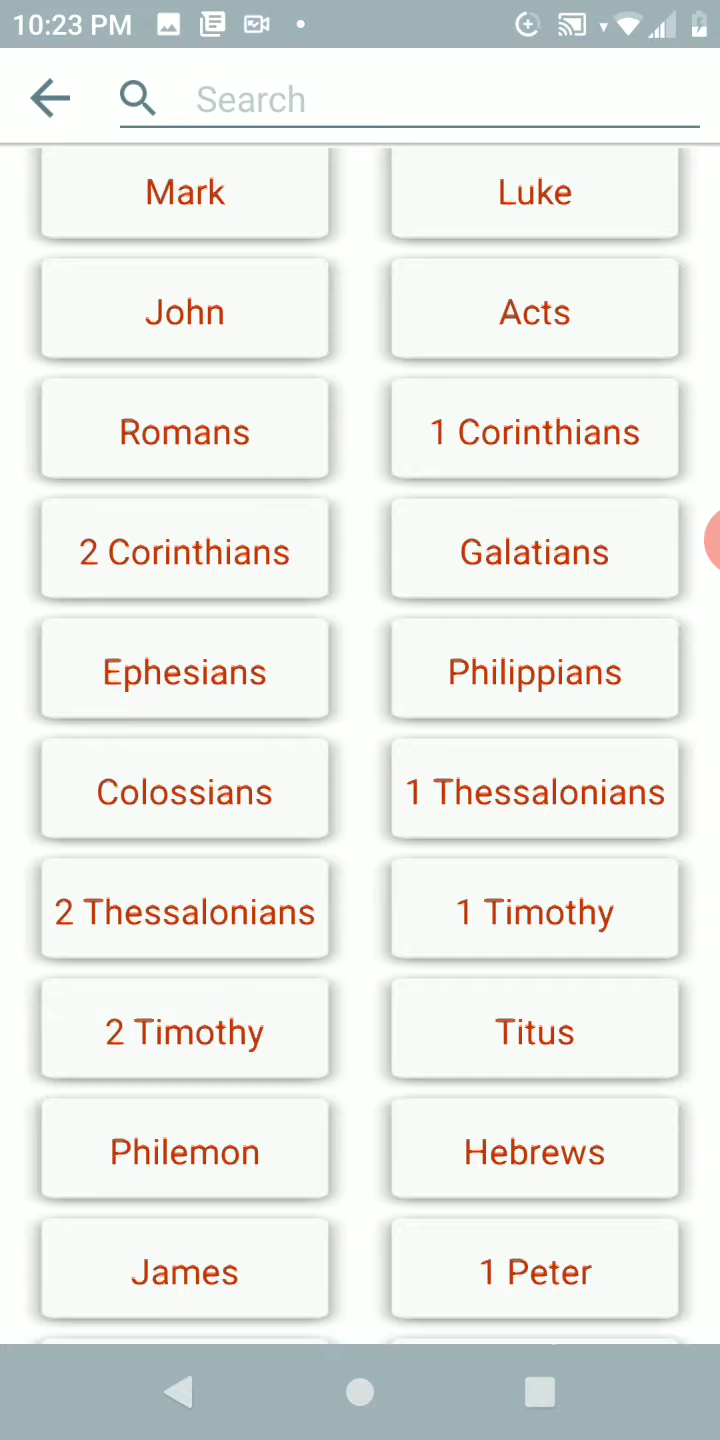 10:23 PM
Search
Mark
Luke
John
Acts
Romans
1 Corinthians
2 Corinthians
Galatians
Ephesians
Philippians
Colossians
1 Thessalonians
2 Thessalonians
1 Timothy
2 Timothy
Titus
Philemon
Hebrews
James
1 Peter